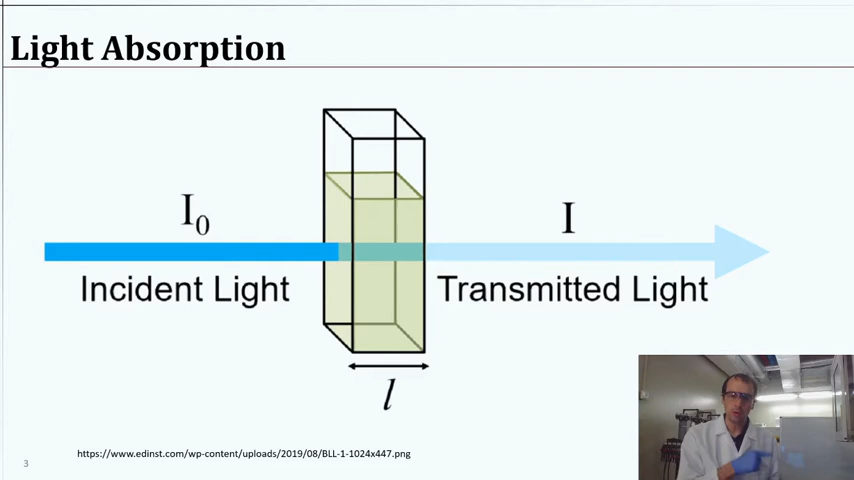 Light Absorption
I₀
I
Incident Light
Transmitted Light
l
https://www.edinst.com/wp-content/uploads/2019/08/BLL-1-1024x447.png
3